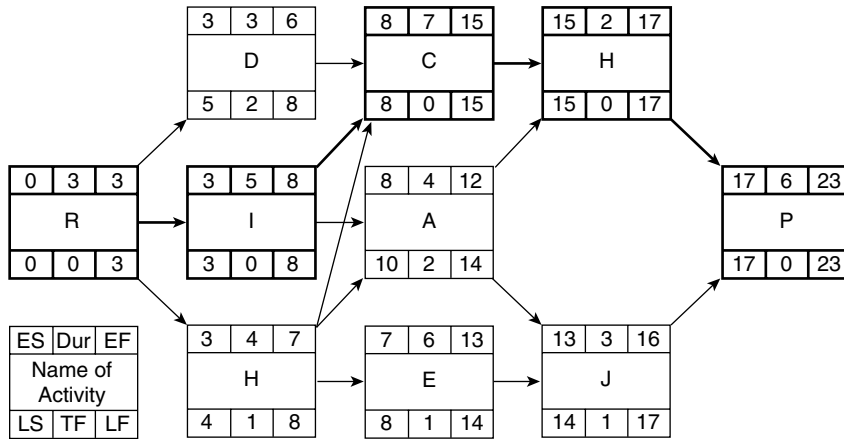 3 3 6
D
5 2 8
8 7 15
C
8 0 15
15 2 17
H
15 0 17
0 3 3
R
0 0 3
3 5 8
I
3 0 8
8 4 12
A
10 2 14
17 6 23
P
17 0 23
ES Dur EF
Name of
Activity
LS TF LF
3 4 7
H
4 1 8
7 6 13
E
8 1 14
13 3 16
J
14 1 17